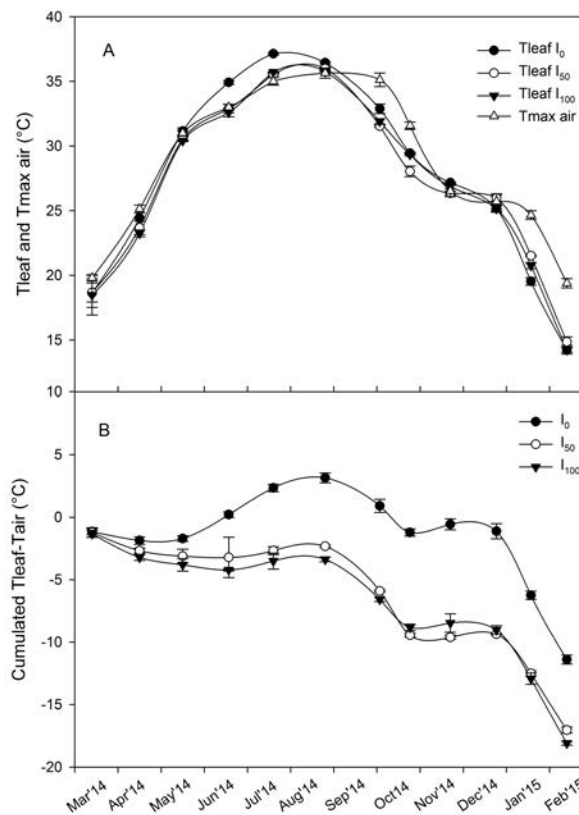 40
35
30
25
20
15
10
Tleaf and Tmax air (°C)
A
Tleaf I₀
Tleaf I₅₀
Tleaf I₁₀₀
Tmax air
5
0
-5
-10
-15
-20
Cumulated Tleaf-Tair (°C)
B
I₀
I₅₀
I₁₀₀
Mar'14
Apr'14
May'14
Jun'14
Jul'14
Aug'14
Sep'14
Oct'14
Nov'14
Dec'14
Jan'15
Feb'15